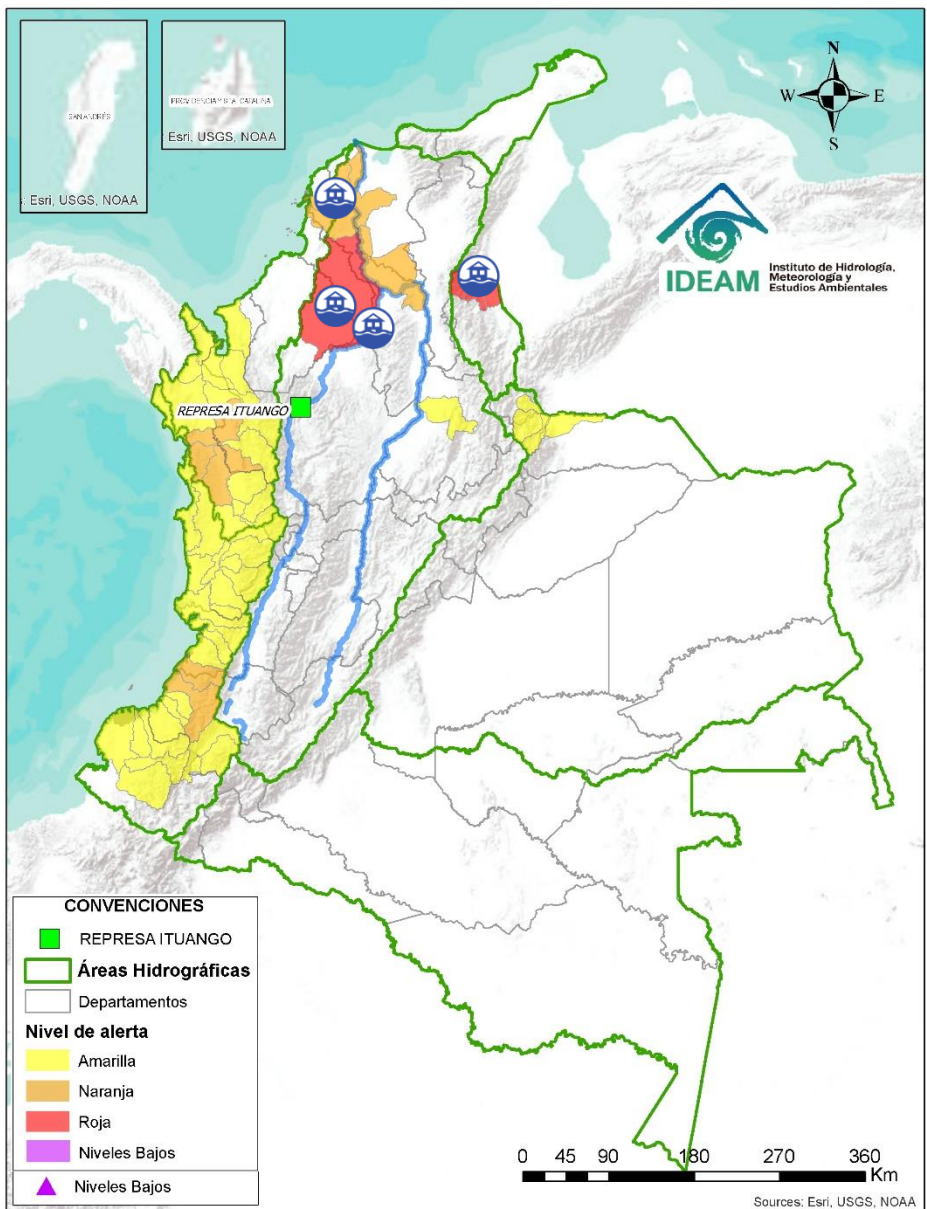 SAN ANDRÉS
: Esri, USGS, NOAA
PROVIDENCIA Y STA. CATALINA
Esri, USGS, NOAA
N
W
E
S
IDEAM
Instituto de Hidrología,
Meteorología y
Estudios Ambientales
REPRESA ITUANGO
CONVENCIONES
REPRESA ITUANGO
Áreas Hidrográficas
Departamentos
Nivel de alerta
Amarilla
Naranja
Roja
Niveles Bajos
Niveles Bajos
0 45 90 180 270 360
Km
Sources: Esri, USGS, NOAA